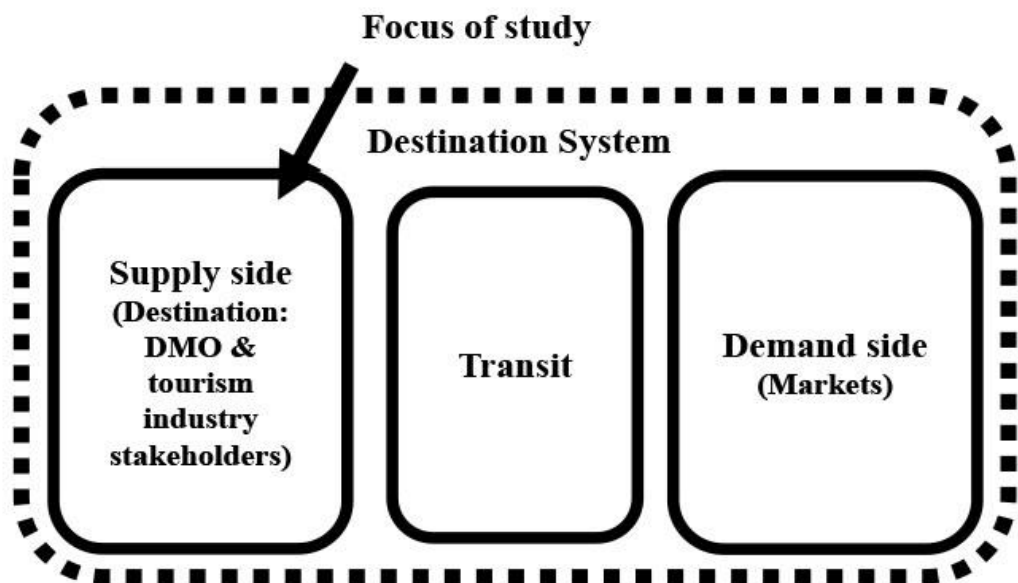 Focus of study
Destination System
Supply side
(Destination:
DMO &
tourism
industry
stakeholders)
Transit
Demand side
(Markets)